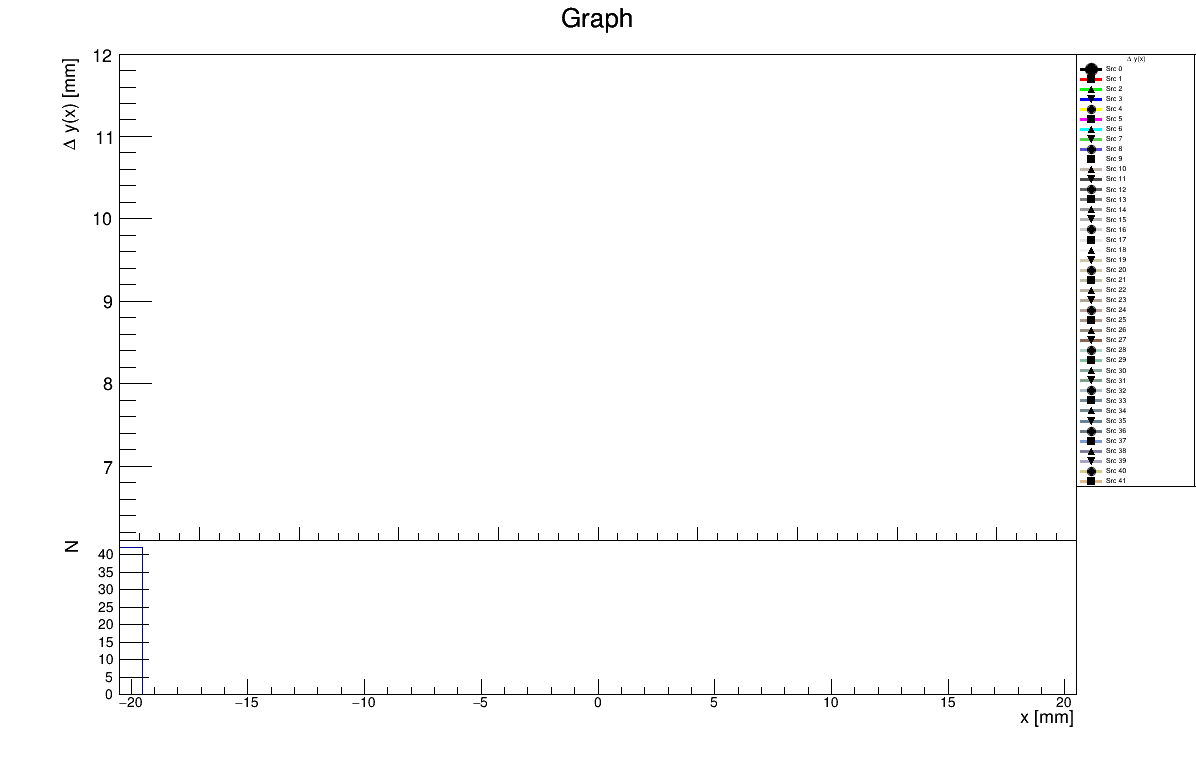 Graph
Δ y(x) [mm]
12
11
10
9
8
7
Δ y(x)
Src 0
Src 1
Src 2
Src 3
Src 4
Src 5
Src 6
Src 7
Src 8
Src 9
Src 10
Src 11
Src 12
Src 13
Src 14
Src 15
Src 16
Src 17
Src 18
Src 19
Src 20
Src 21
Src 22
Src 23
Src 24
Src 25
Src 26
Src 27
Src 28
Src 29
Src 30
Src 31
Src 32
Src 33
Src 34
Src 35
Src 36
Src 37
Src 38
Src 39
Src 40
Src 41
N
40
35
30
25
20
15
10
5
0
−20 −15 −10 −5 0 5 10 15 20
x [mm]